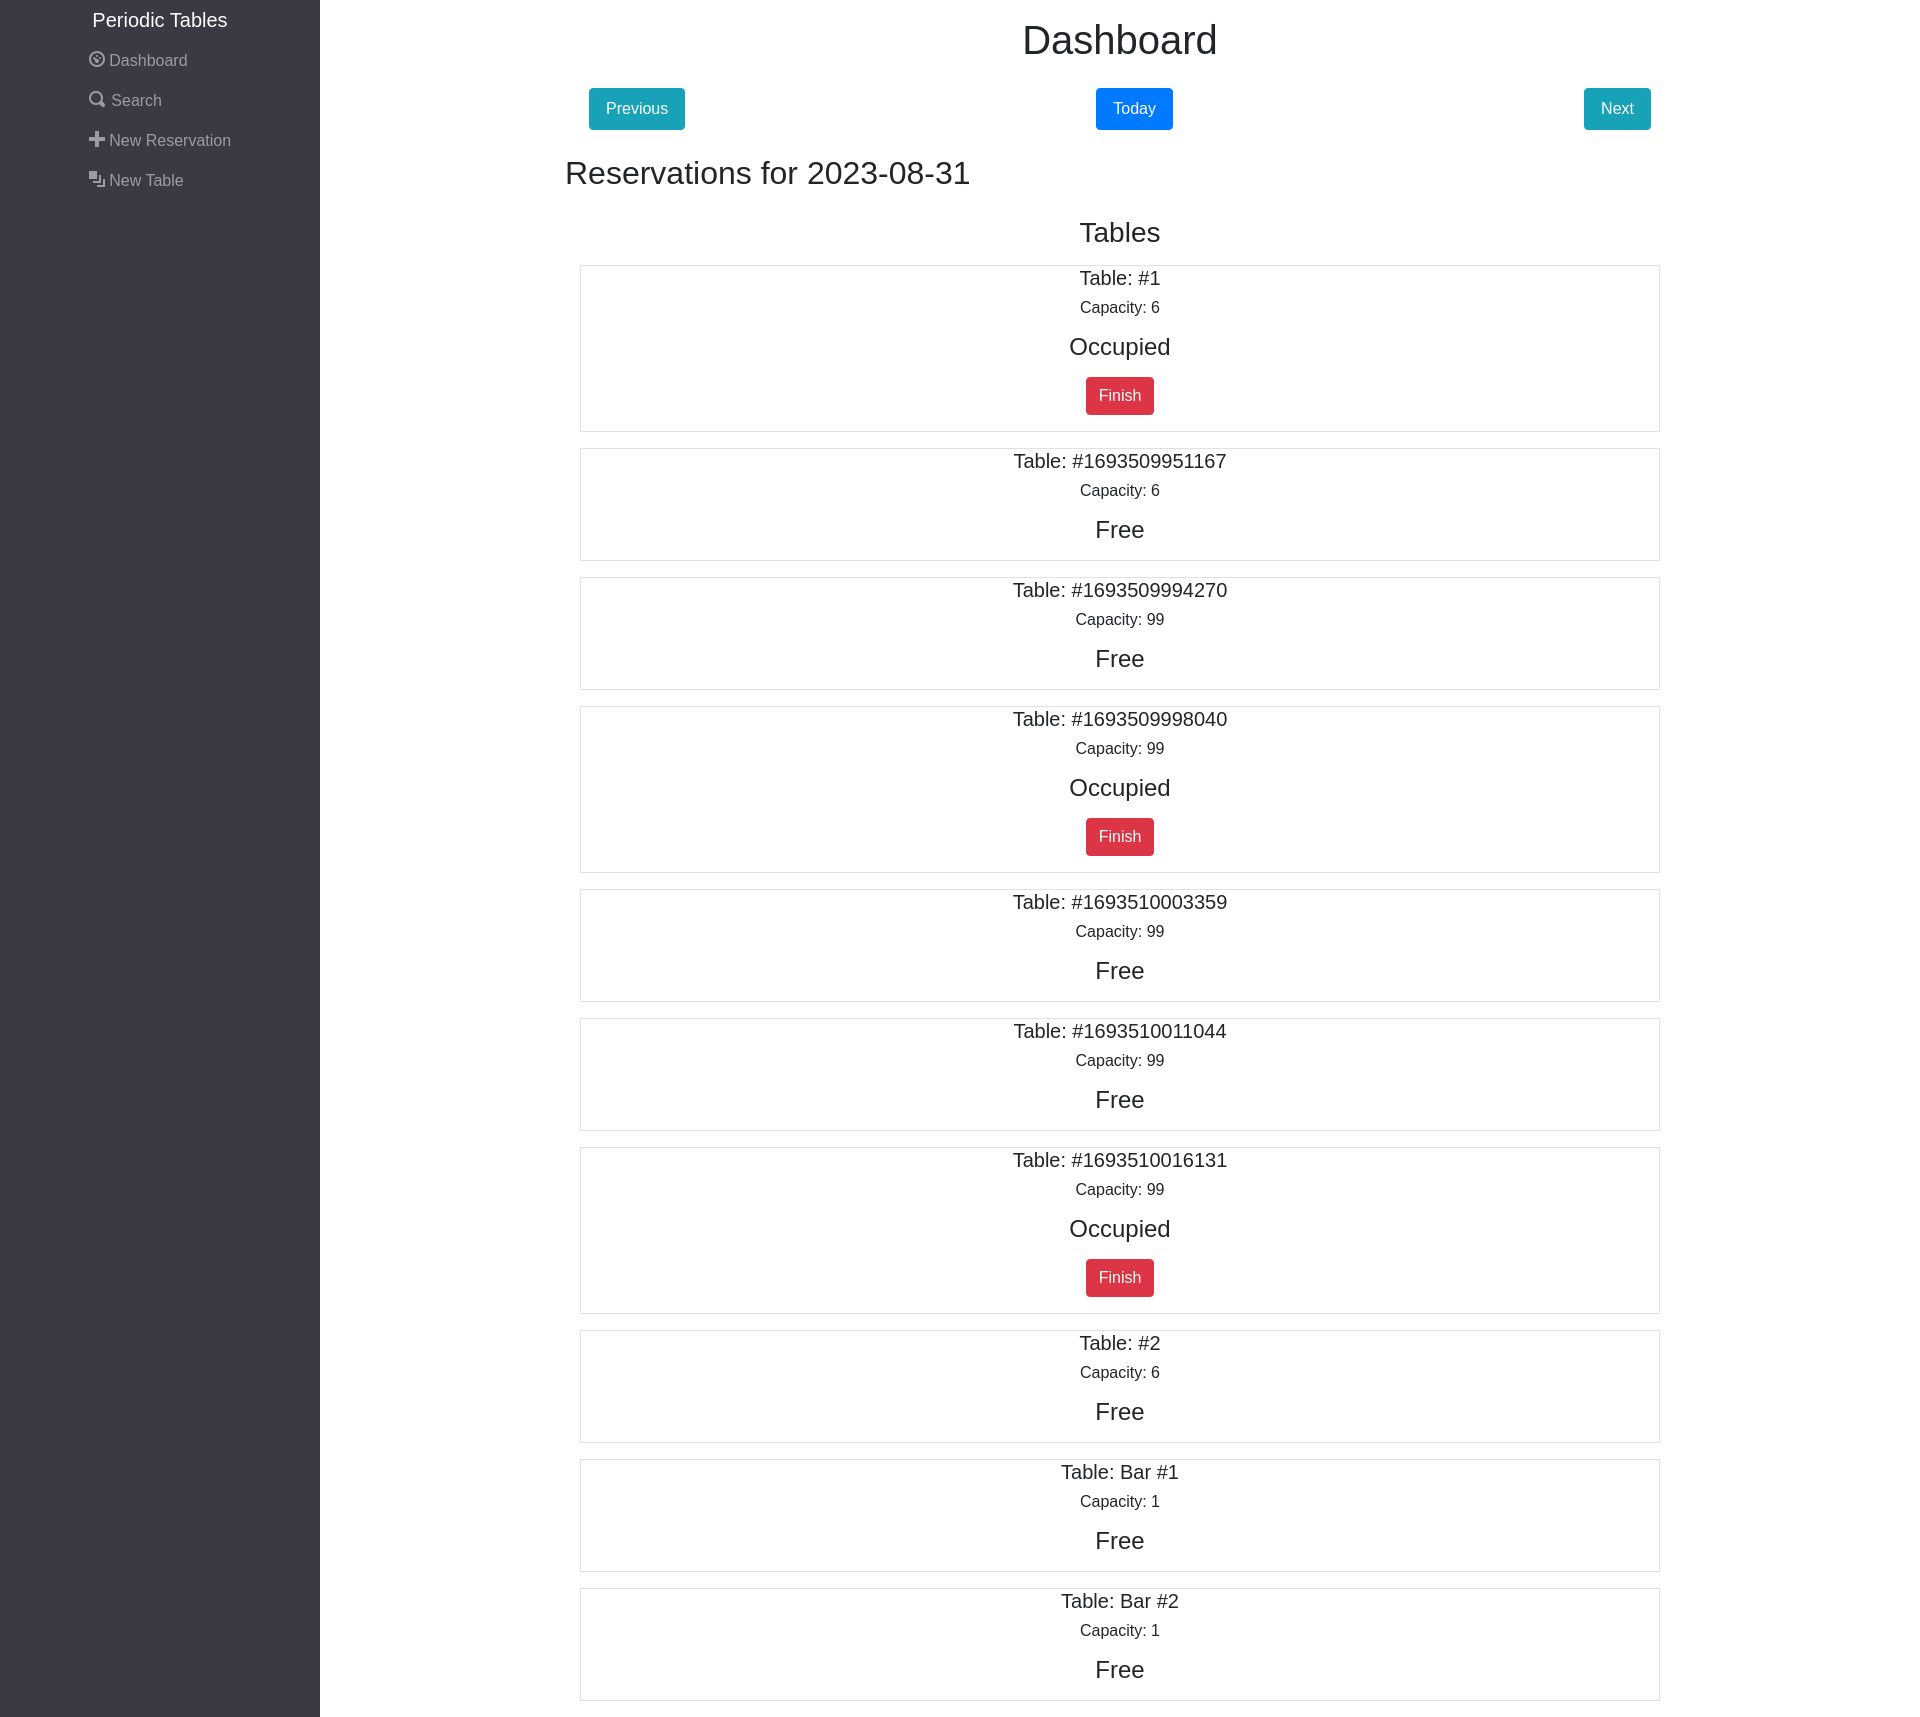 Periodic Tables
Dashboard
Search
New Reservation
New Table
Dashboard
Previous
Today
Next
Reservations for 2023-08-31
Tables
Table: #1
Capacity: 6
Occupied
Finish
Table: #1693509951167
Capacity: 6
Free
Table: #1693509994270
Capacity: 99
Free
Table: #1693509998040
Capacity: 99
Occupied
Finish
Table: #1693510003359
Capacity: 99
Free
Table: #1693510011044
Capacity: 99
Free
Table: #1693510016131
Capacity: 99
Occupied
Finish
Table: #2
Capacity: 6
Free
Table: Bar #1
Capacity: 1
Free
Table: Bar #2
Capacity: 1
Free